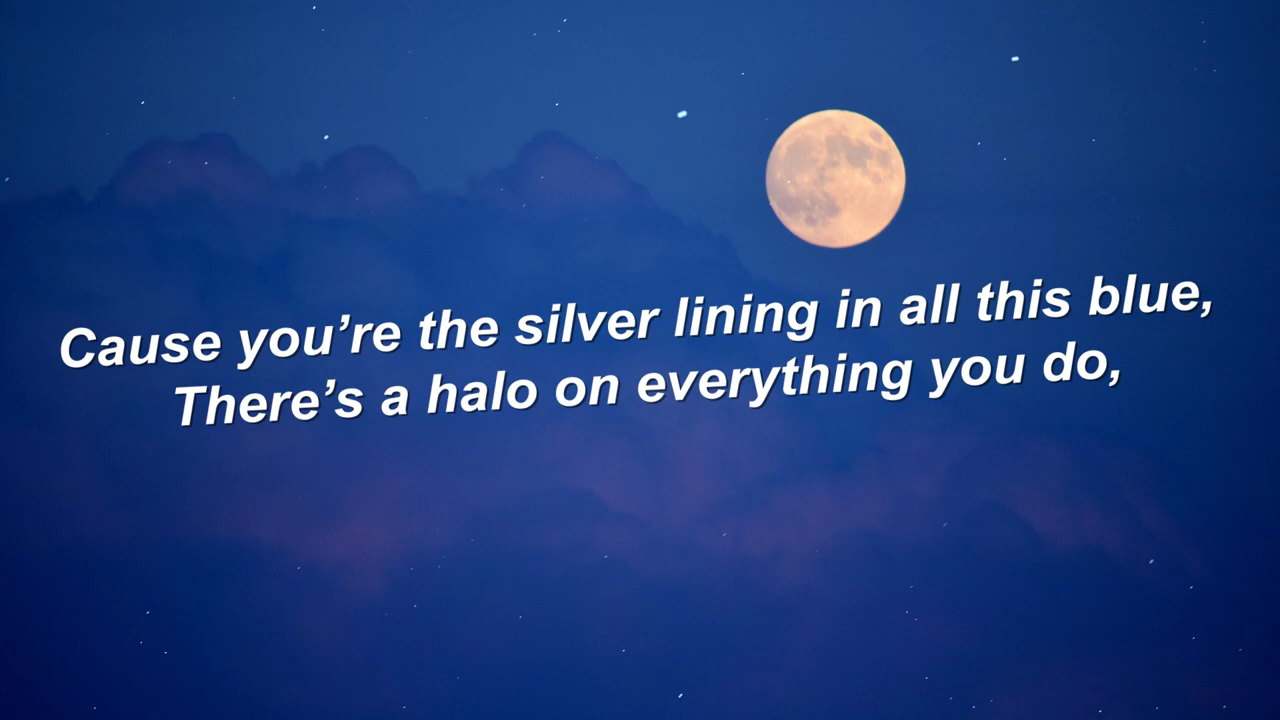 Cause you’re the silver lining in all this blue,
There’s a halo on everything you do,